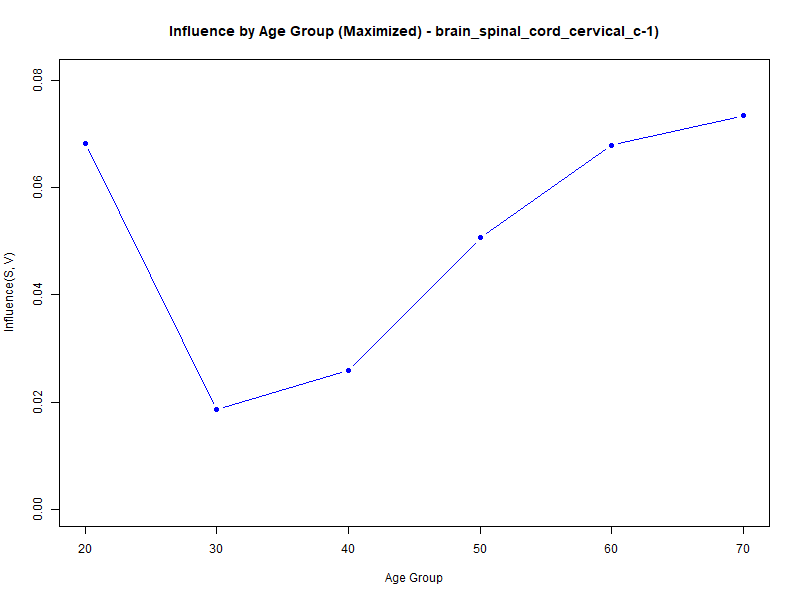 Influence by Age Group (Maximized) - brain_spinal_cord_cervical_c-1)
0.08
0.06
0.04
0.02
0.00
Influence(S, V)
20 30 40 50 60 70
Age Group